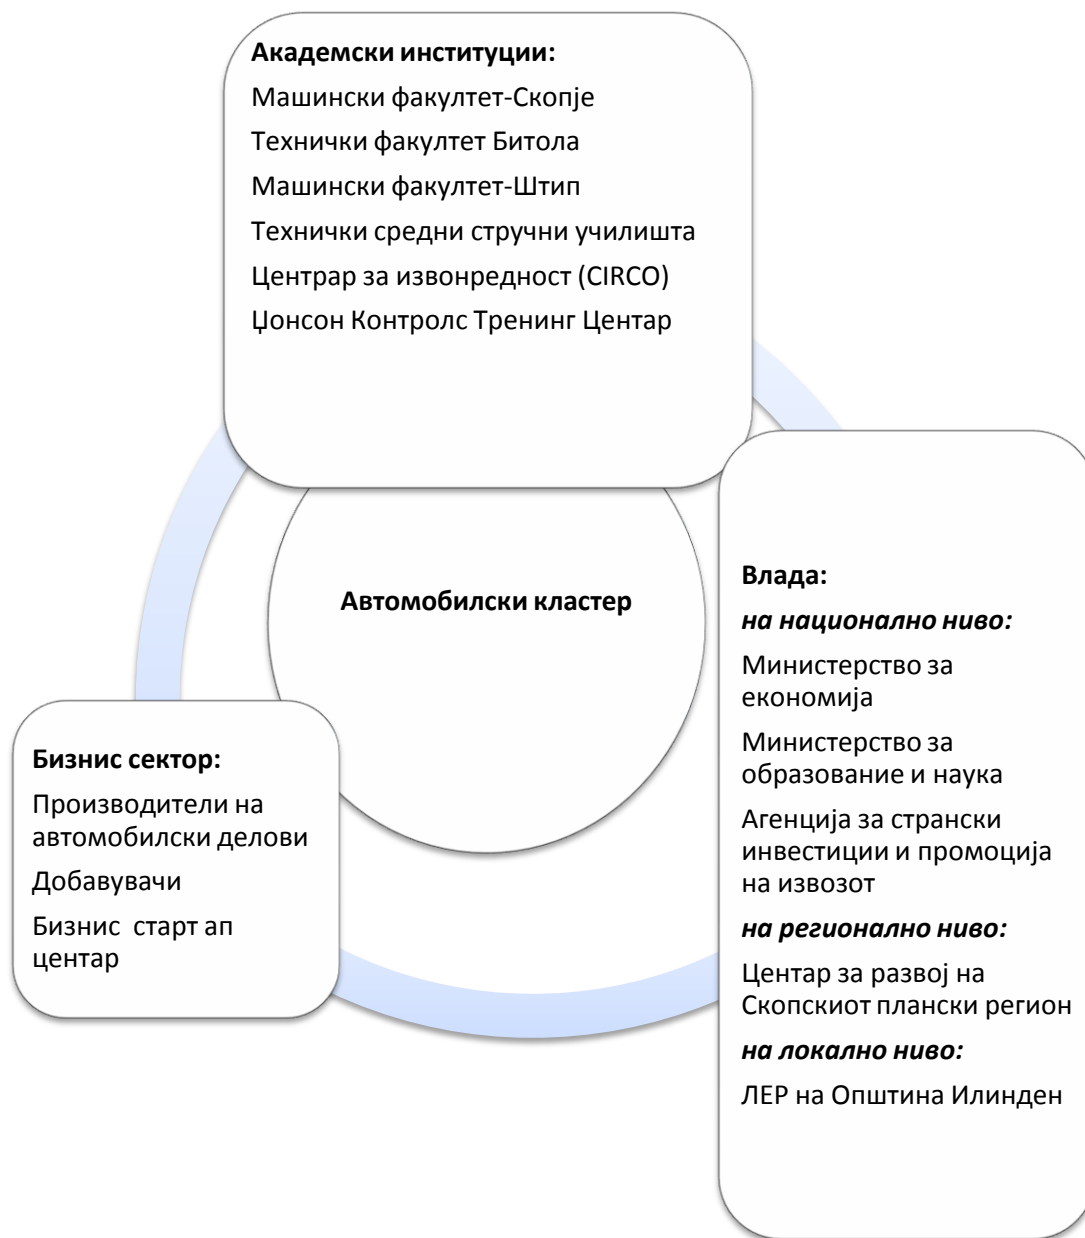 Академски институции:
Машински факултет-Скопје
Технички факултет Битола
Машински факултет-Штип
Технички средни стручни училишта
Центрар за извонредност (CIRCO)
Џонсон Контролс Тренинг Центар
Автомобилски кластер
Влада:
на национално ниво:
Министерство за
економија
Министерство за
образование и наука
Агенција за странски
инвестиции и промоција
на извозот
на регионално ниво:
Центар за развој на
Скопскиот плански регион
на локално ниво:
ЛЕР на Општина Илинден
Бизнис сектор:
Производители на
автомобилски делови
Добавувачи
Бизнис  старт ап
центар